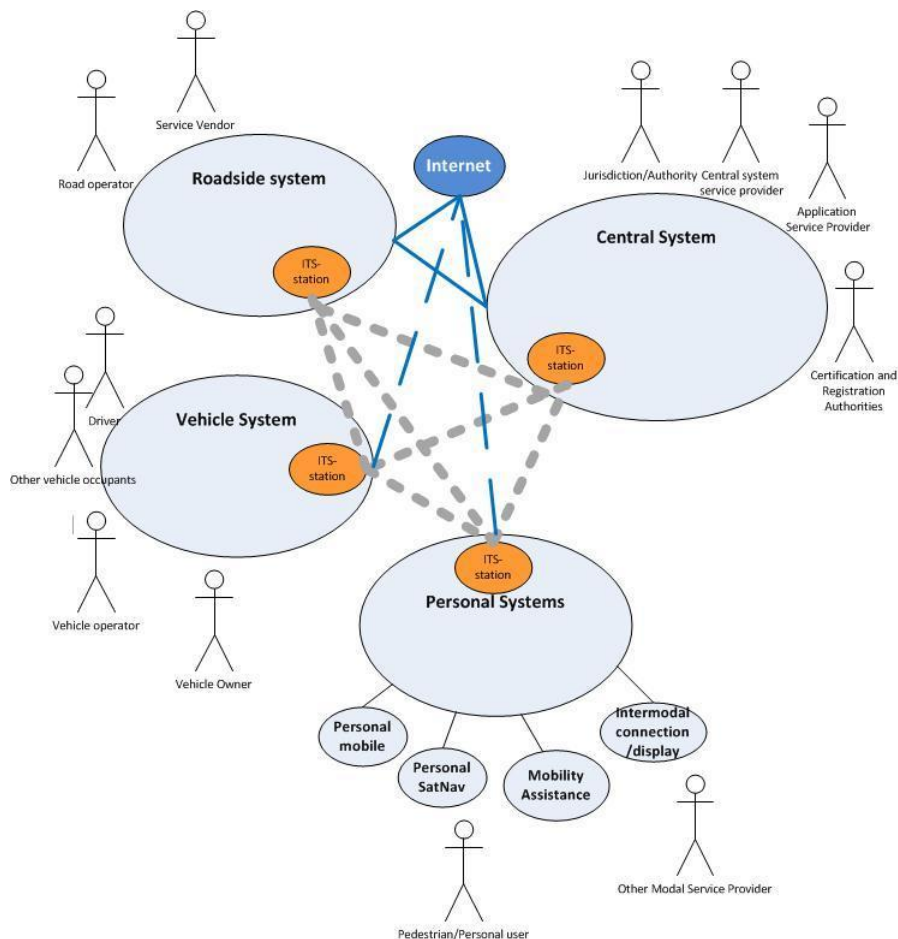 Service Vendor
Road operator
Roadside system
ITS-
station
Internet
Jurisdiction/Authority
Central system
service provider
Application
Service Provider
Central System
ITS-
station
Certification and
Registration
Authorities
Driver
Other vehicle occupants
Vehicle System
ITS-
station
Vehicle operator
Vehicle Owner
ITS-
station
Personal Systems
Personal
mobile
Personal
SatNav
Mobility
Assistance
Intermodal
connection
/display
Other Modal Service Provider
Pedestrian/Personal user